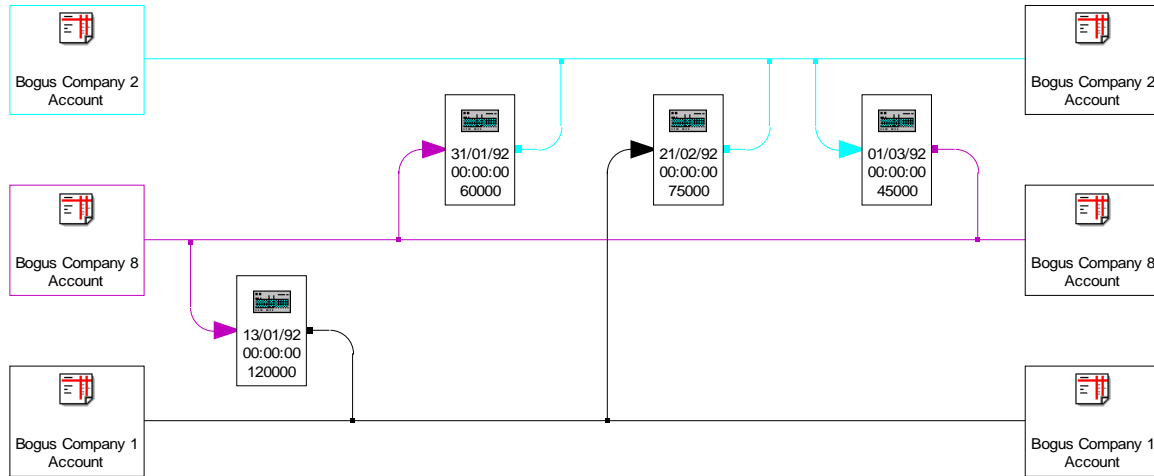 Bogus Company 2
Account
Bogus Company 2
Account
31/01/92
00:00:00
60000
21/02/92
00:00:00
75000
01/03/92
00:00:00
45000
Bogus Company 8
Account
Bogus Company 8
Account
13/01/92
00:00:00
120000
Bogus Company 1
Account
Bogus Company 1
Account